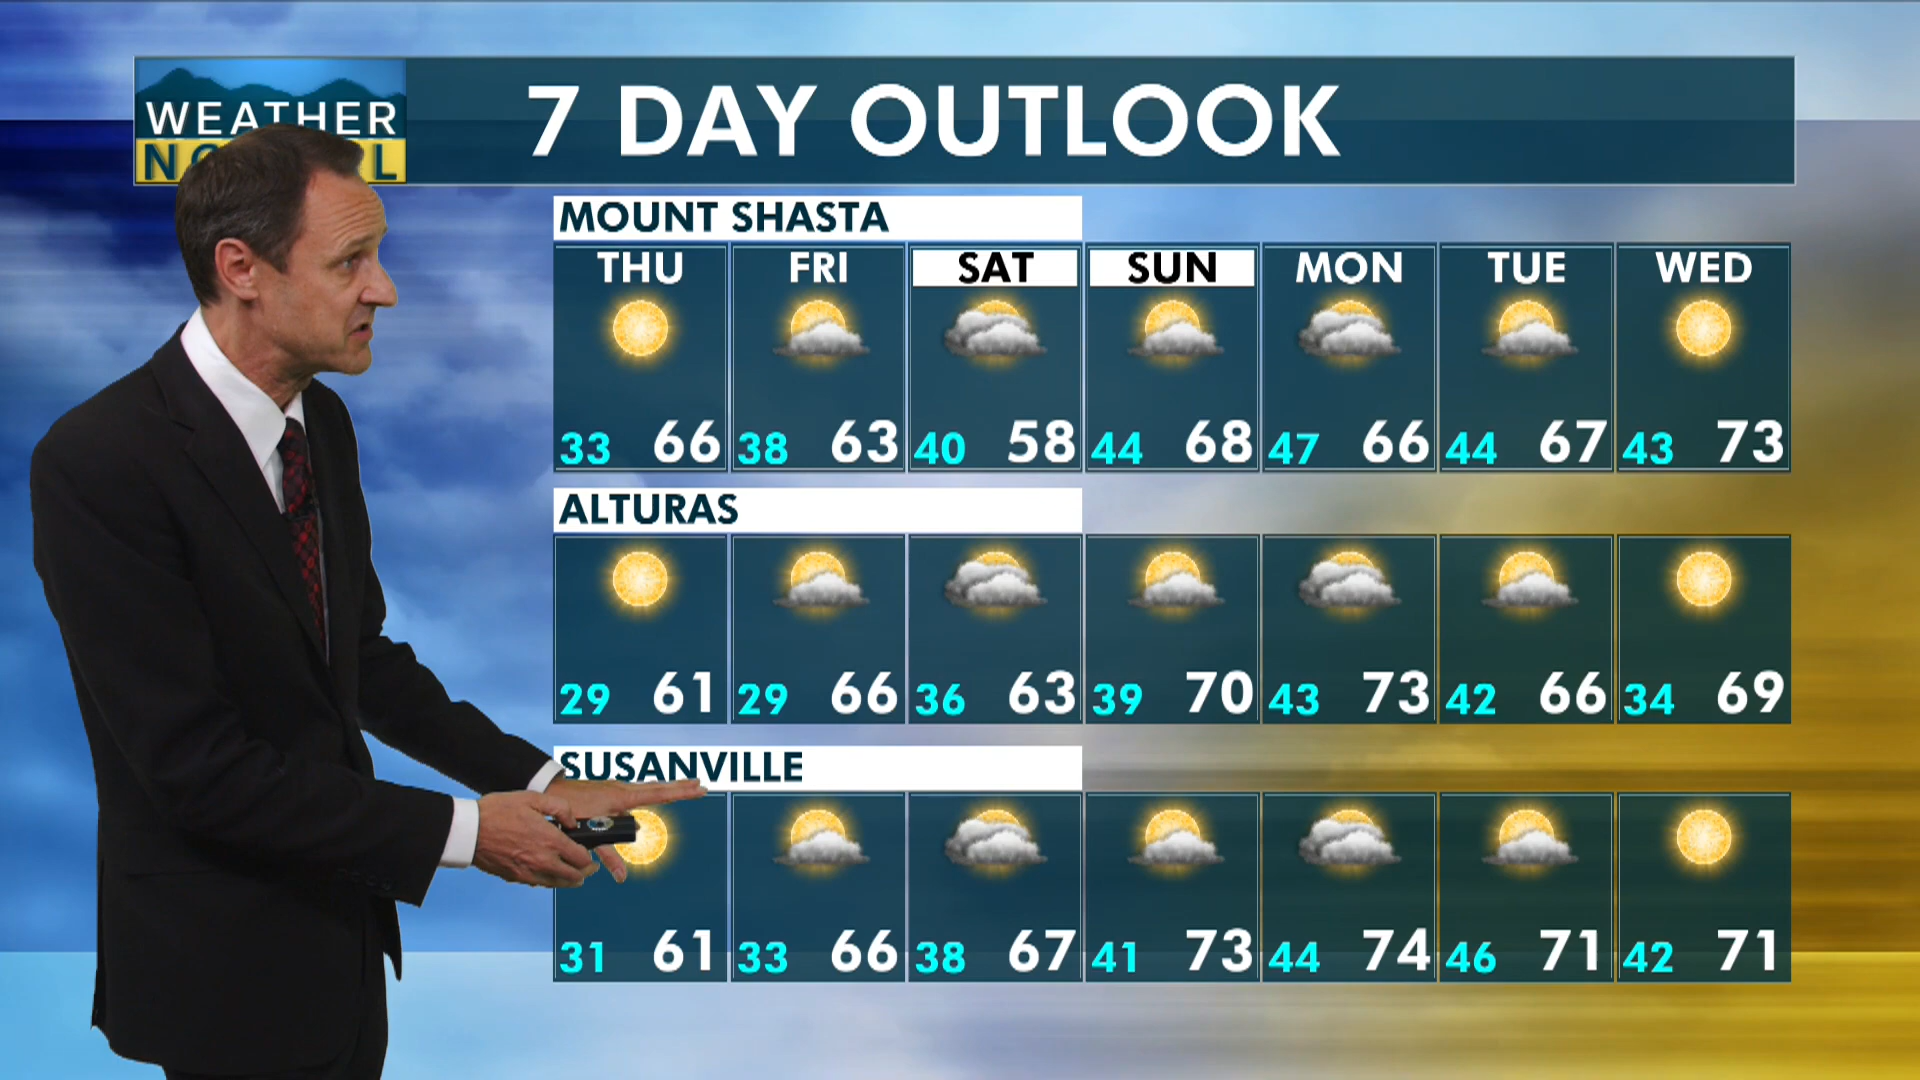 WEATHER
7 DAY OUTLOOK
MOUNT SHASTA
THU FRI SAT SUN MON TUE WED
33 66 38 63 40 58 44 68 47 66 44 67 43 73
ALTURAS
29 61 29 66 36 63 39 70 43 73 42 66 34 69
SUSANVILLE
31 61 33 66 38 67 41 73 44 74 46 71 42 71